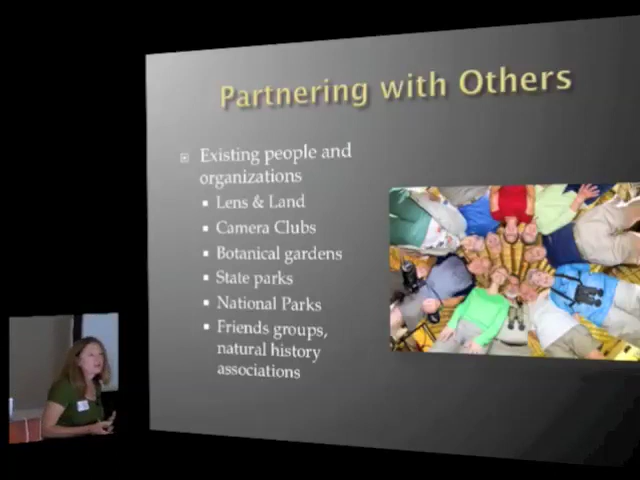 Partnering with Others
Existing people and
organizations
Lens & Land
Camera Clubs
Botanical gardens
State parks
National Parks
Friends groups,
natural history
associations